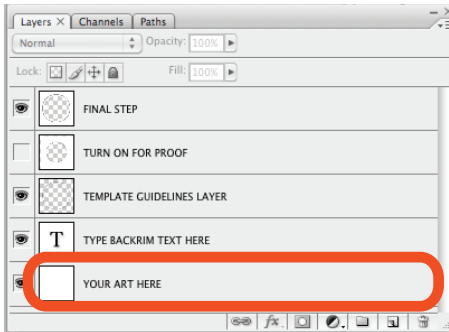 Layers × Channels Paths
Normal Opacity: 100%
Lock: Fill: 100%
FINAL STEP
TURN ON FOR PROOF
TEMPLATE GUIDELINES LAYER
T TYPE BACKRIM TEXT HERE
YOUR ART HERE
fx